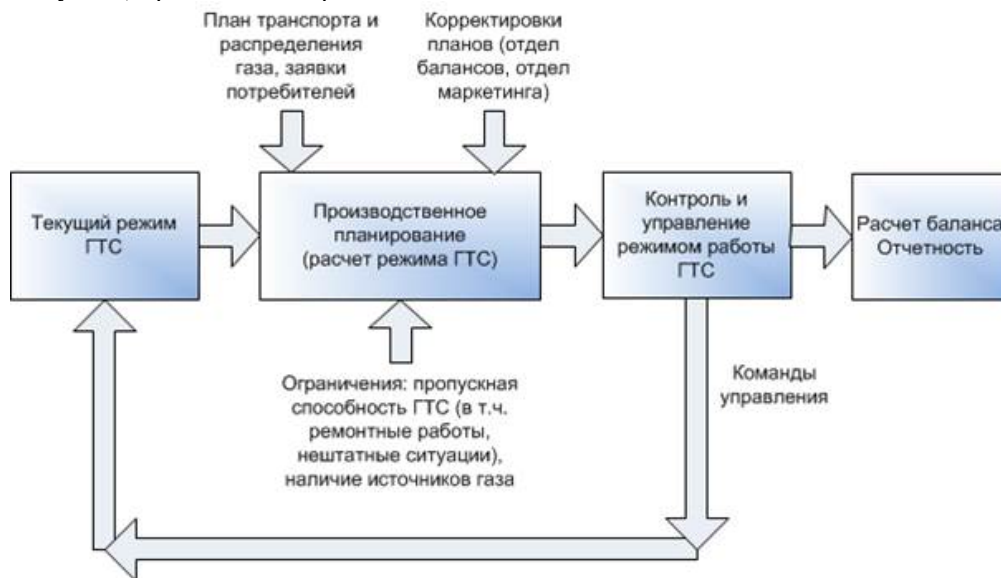 План транспорта и
распределения
газа, заявки
потребителей
Корректировки
планов (отдел
балансов, отдел
маркетинга)
Текущий режим
ГТС
Производственное
планирование
(расчет режима ГТС)
Контроль и
управление
режимом работы
ГТС
Расчет баланса
Отчетность
Ограничения: пропускная
способность ГТС (в т.ч.
ремонтные работы,
нештатные ситуации),
наличие источников газа
Команды
управления